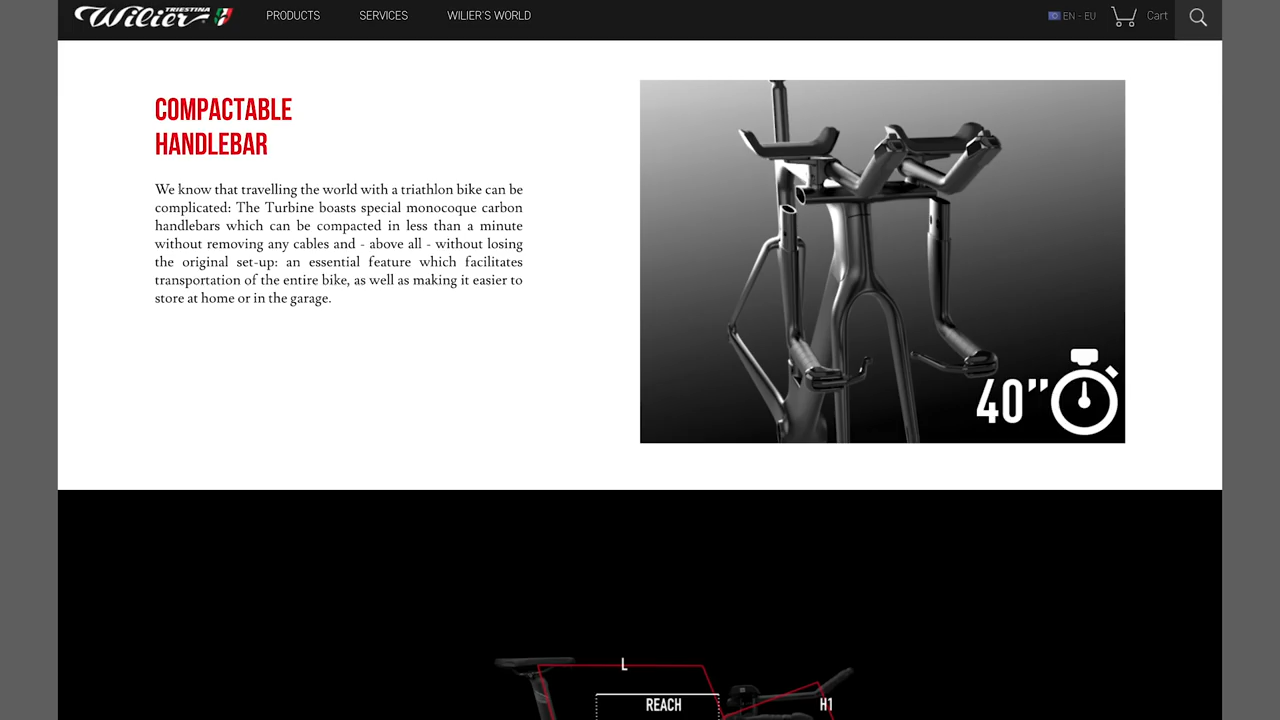 Wilier TRIESTINA
PRODUCTS
SERVICES
WILIER'S WORLD
EN - EU
Cart
COMPACTABLE
HANDLEBAR
We know that travelling the world with a triathlon bike can be
complicated: The Turbine boasts special monocoque carbon
handlebars which can be compacted in less than a minute
without removing any cables and - above all - without losing
the original set-up: an essential feature which facilitates
transportation of the entire bike, as well as making it easier to
store at home or in the garage.
40”
L
REACH
H1